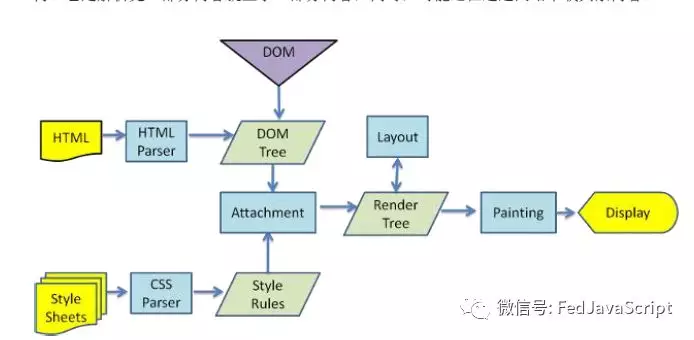 DOM
HTML
HTML
Parser
DOM
Tree
Layout
Attachment
Render
Tree
Painting
Display
Style
Sheets
CSS
Parser
Style
Rules
微信号: FedJavaScript